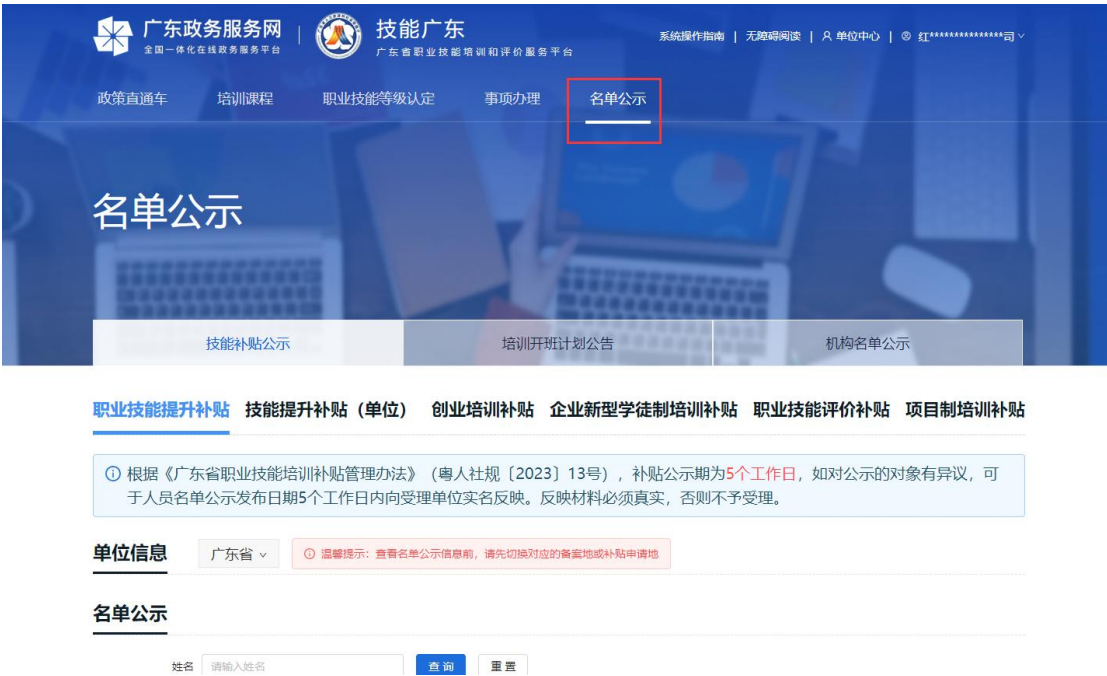 广东政务服务网
全国一体化在线政务服务平台
技能广东
广东省职业技能培训和评价服务平台
系统操作指南 | 无障碍阅读 | 单位中心 | 红***************司
政策直通车 培训课程 职业技能等级认定 事项办理 名单公示
名单公示
技能补贴公示 培训开班计划公告 机构名单公示
职业技能提升补贴 技能提升补贴（单位） 创业培训补贴 企业新型学徒制培训补贴 职业技能评价补贴 项目制培训补贴
根据《广东省职业技能培训补贴管理办法》（粤人社规〔2023〕13号），补贴公示期为5个工作日，如对公示的对象有异议，可
于人员名单公示发布日期5个工作日内向受理单位实名反映。反映材料必须真实，否则不予受理。
单位信息 广东省 温馨提示：查看名单公示信息前，请先切换对应的备案地或补贴申请地
名单公示
姓名 请输入姓名 查询 重置